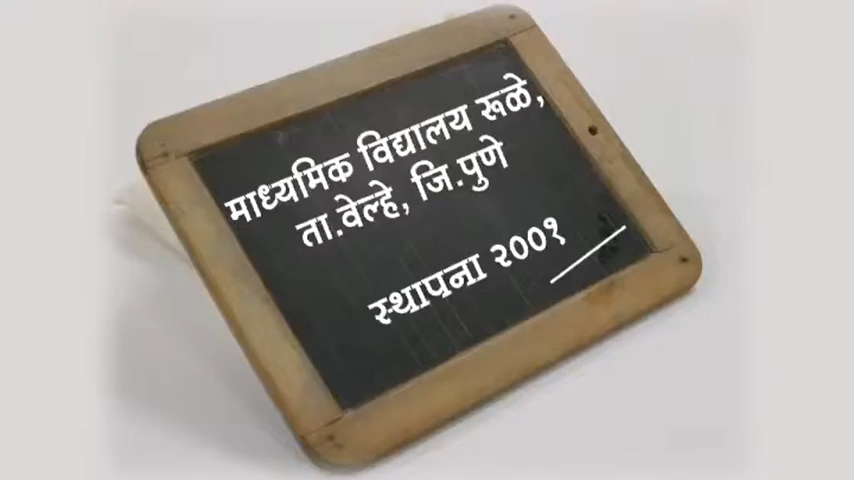 माध्यमिक विद्यालय रूळे,
ता.वेल्हे, जि.पुणे
स्थापना २००१